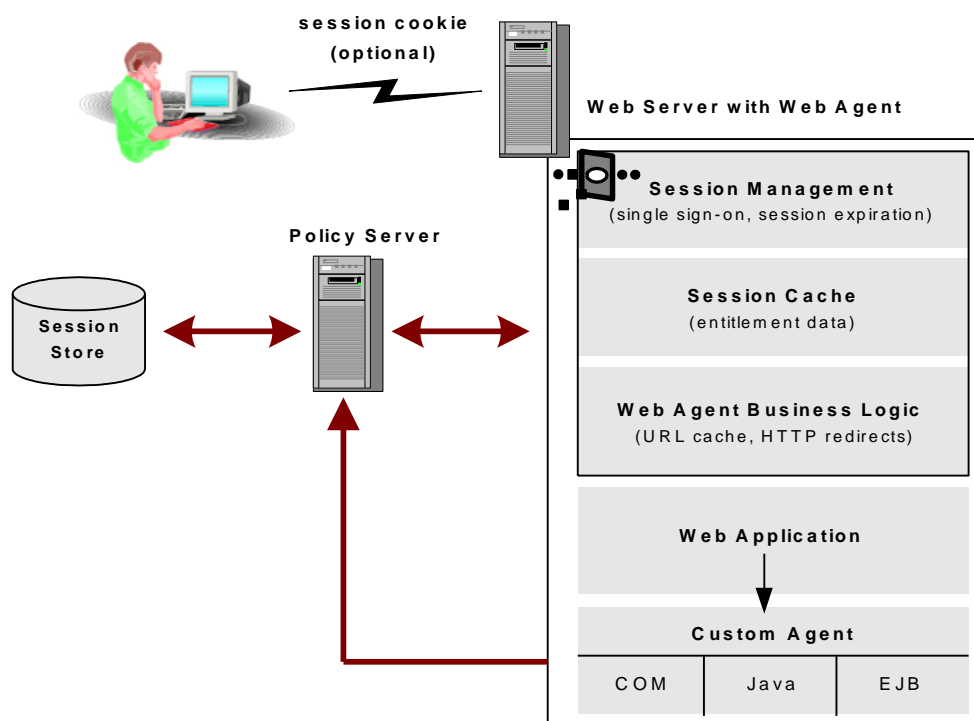 session cookie
(optional)
Web Server with Web Agent
Session Management
(single sign-on, session expiration)
Policy Server
Session Cache
(entitlement data)
Session
Store
Web Agent Business Logic
(URL cache, HTTP redirects)
Web Application
Custom Agent
COM
Java
EJB